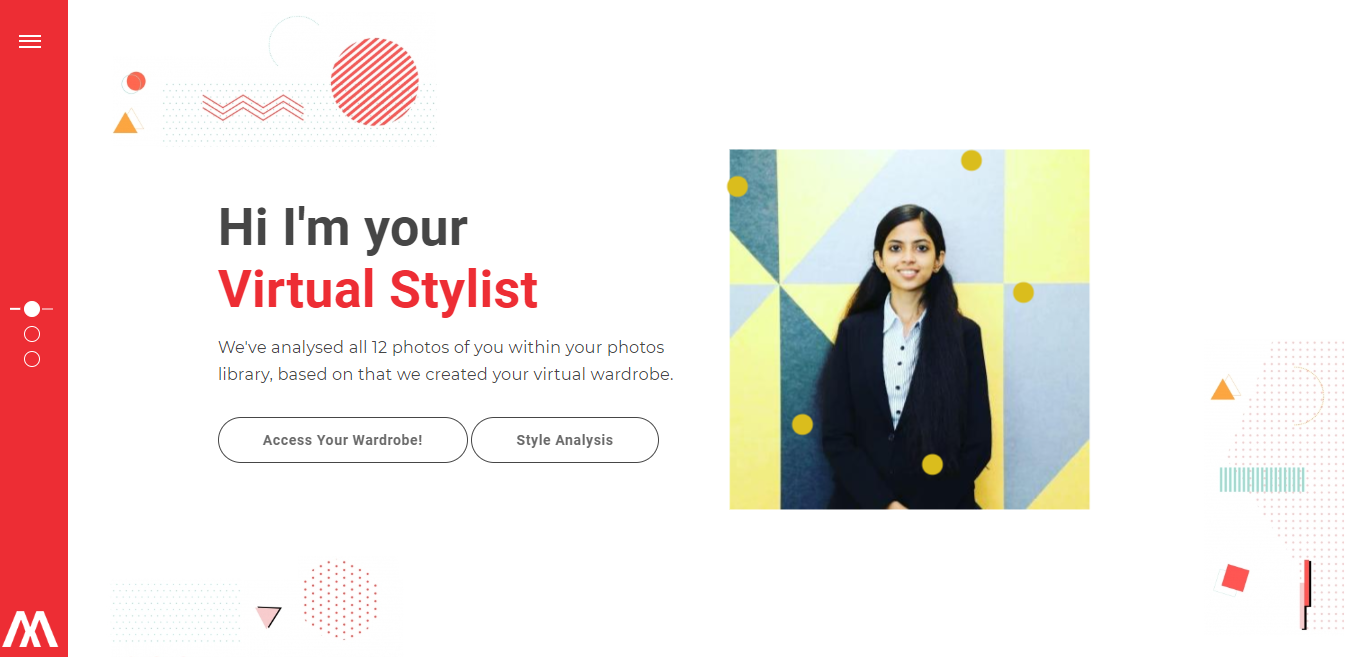 Hi I'm your
Virtual Stylist
We've analysed all 12 photos of you within your photos
library, based on that we created your virtual wardrobe.
Access Your Wardrobe!
Style Analysis